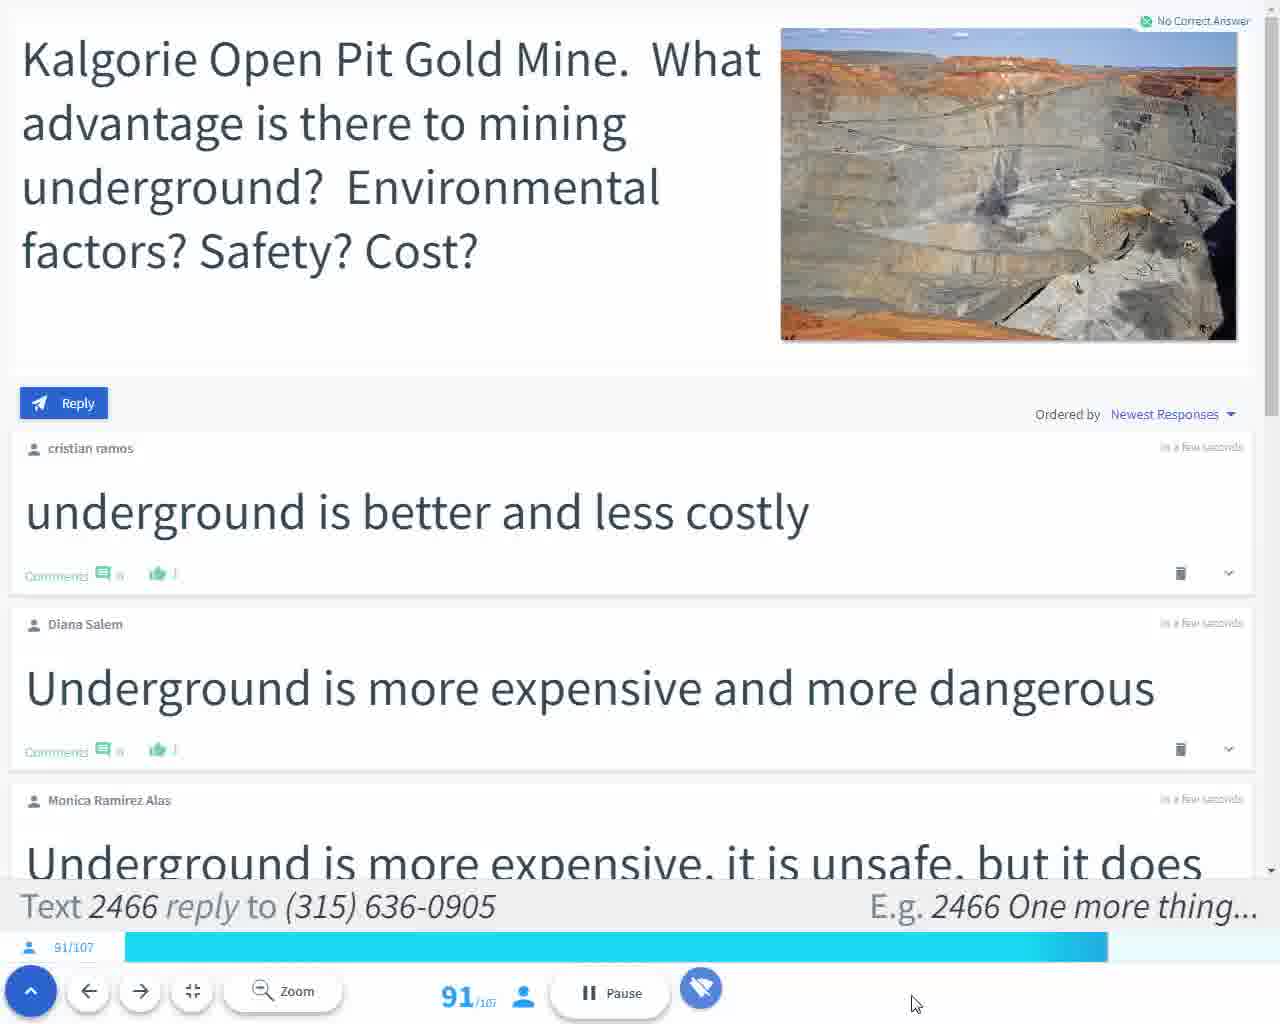 No Correct Answer
Kalgorie Open Pit Gold Mine. What
advantage is there to mining
underground? Environmental
factors? Safety? Cost?
Reply
Ordered by Newest Responses
cristian ramos
in a few seconds
underground is better and less costly
Comments 0
Diana Salem
in a few seconds
Underground is more expensive and more dangerous
Comments 0
Monica Ramirez Alas
in a few seconds
Underground is more expensive, it is unsafe, but it does
Text 2466 reply to (315) 636-0905
E.g. 2466 One more thing...
91/107
Zoom
91/107
Pause